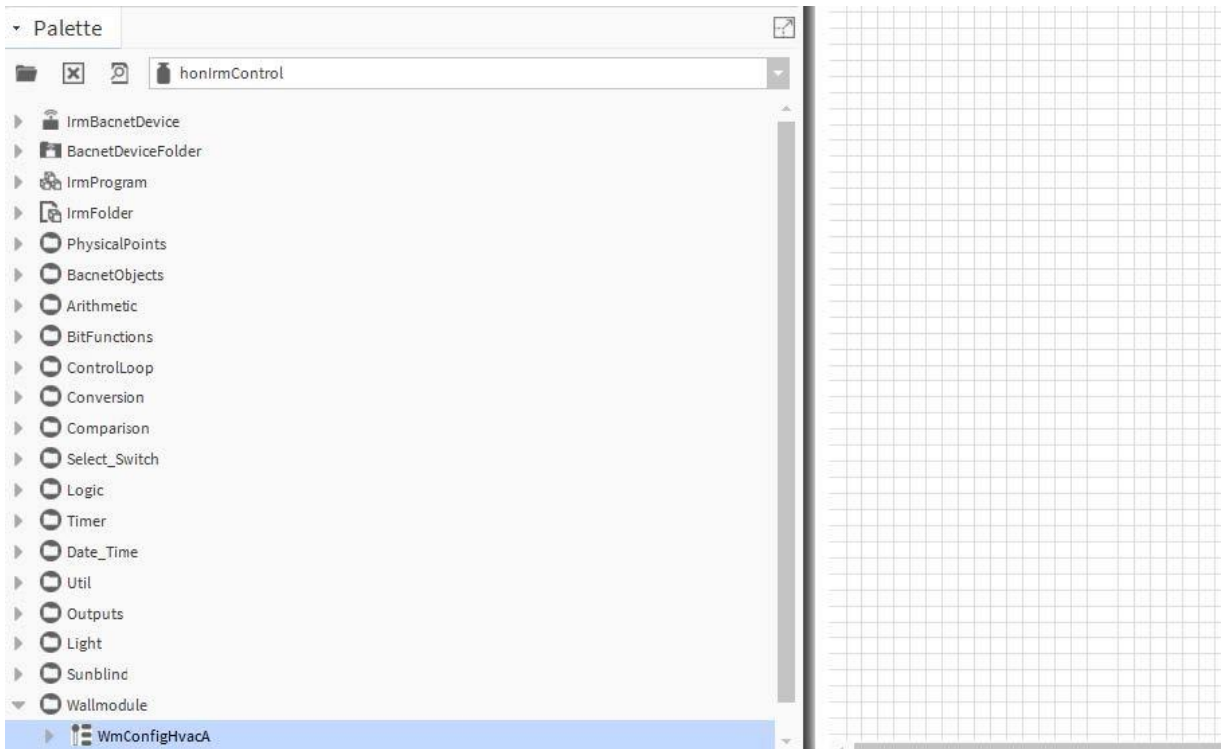 Palette
honIrmControl
IrmBacnetDevice
BacnetDeviceFolder
IrmProgram
IrmFolder
PhysicalPoints
BacnetObjects
Arithmetic
BitFunctions
ControlLoop
Conversion
Comparison
Select_Switch
Logic
Timer
Date_Time
Util
Outputs
Light
Sunblind
Wallmodule
WmConfigHvacA